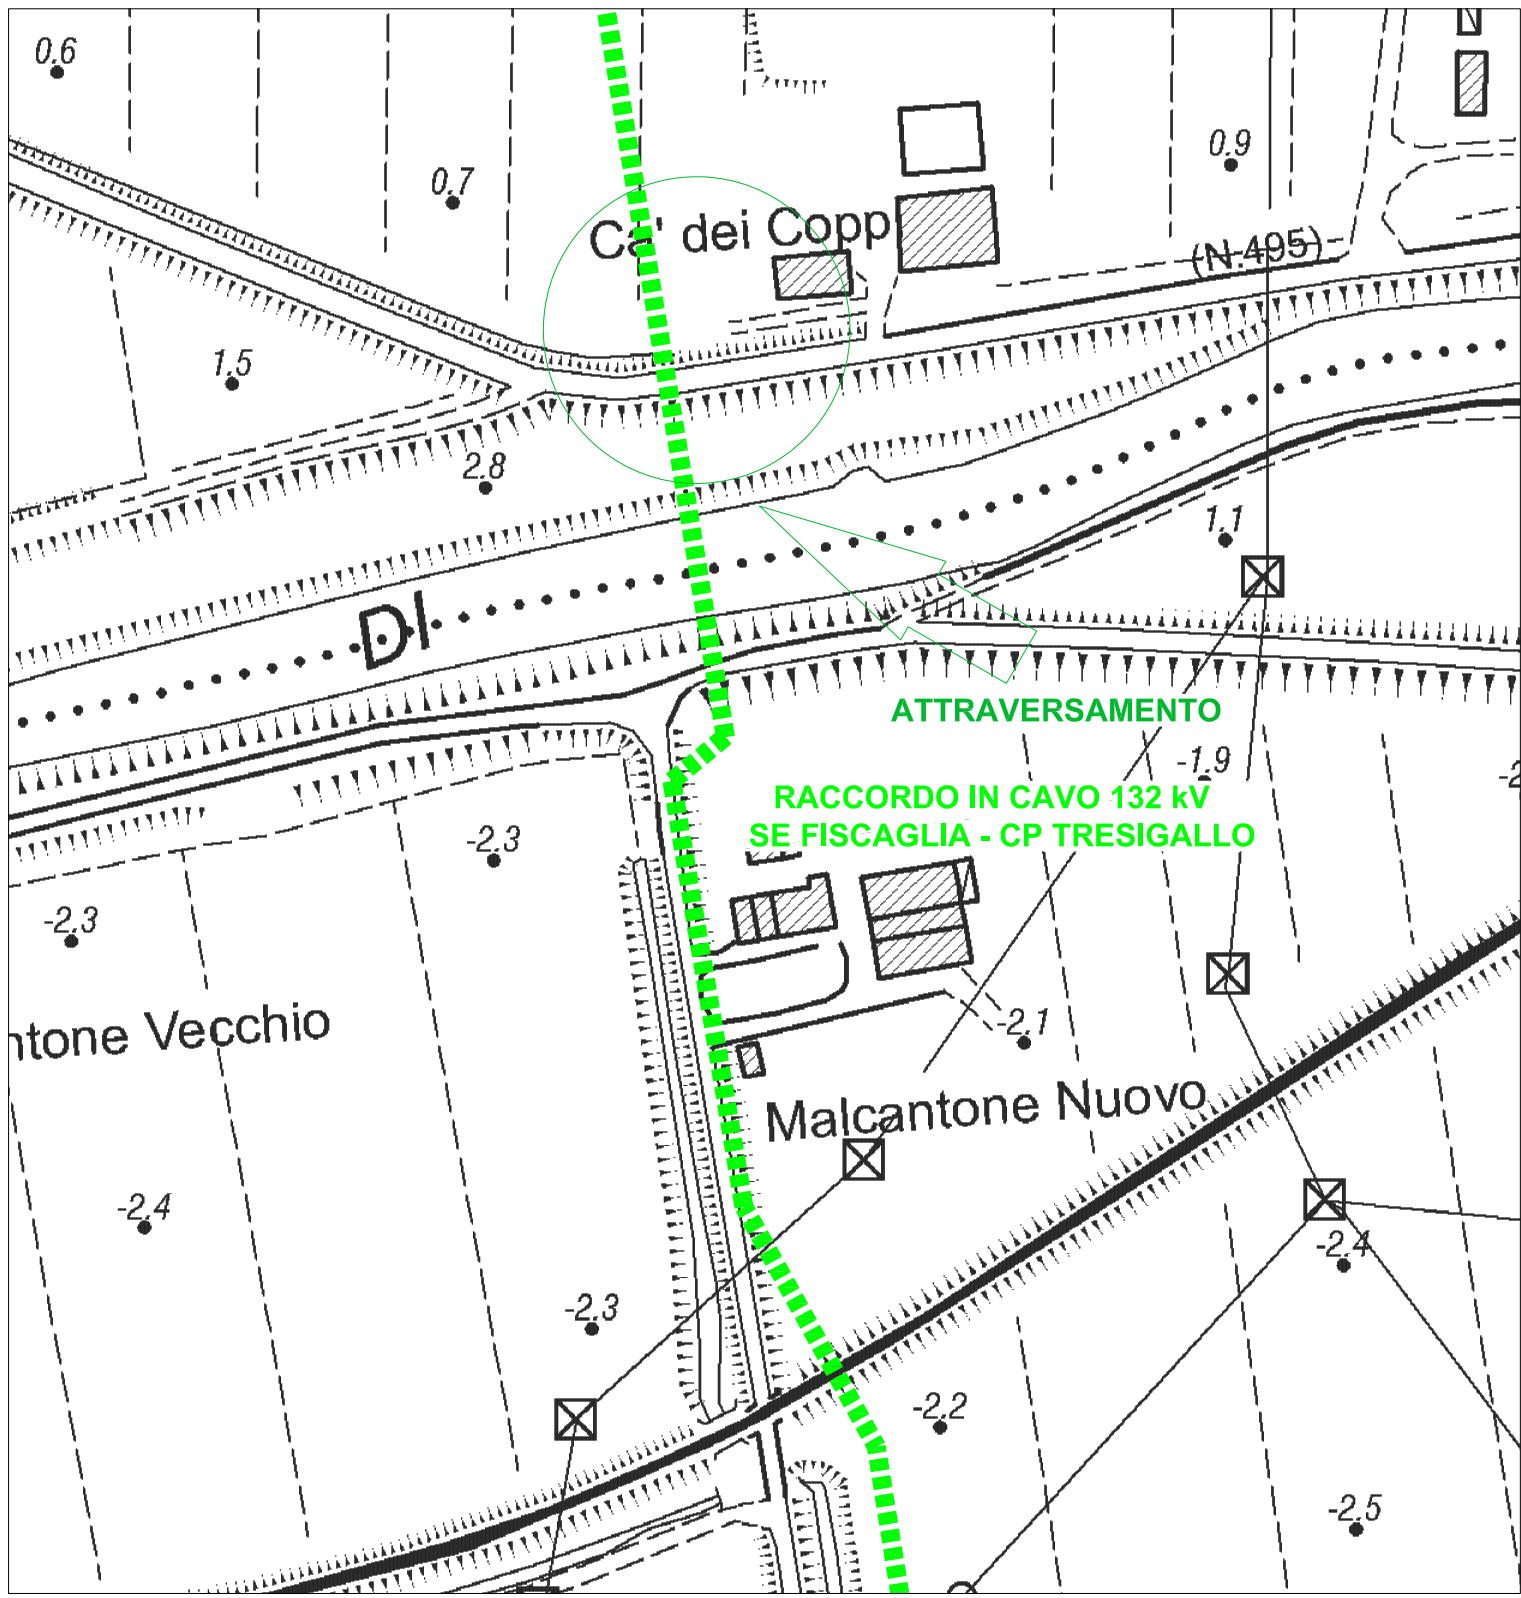 0.6
0.7
0.9
Ca' dei Copp
(N.495)
1.5
2.8
1.1
DI
ATTRAVERSAMENTO
-1.9
-2
RACCORDO IN CAVO 132 kV
SE FISCAGLIA - CP TRESIGALLO
-2.3
-2.3
ntone Vecchio
-2.1
Malcantone Nuovo
-2.4
-2.4
-2.3
-2.2
-2.5